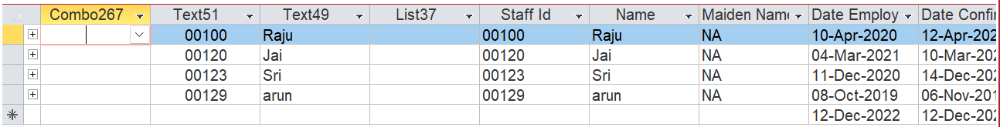 Combo267 Text51 Text49 List37 Staff Id Name Maiden Name Date Employ Date Confir
00100 Raju 00100 Raju NA 10-Apr-2020 12-Apr-202
00120 Jai 00120 Jai NA 04-Mar-2021 10-Mar-202
00123 Sri 00123 Sri NA 11-Dec-2020 14-Dec-202
00129 arun 00129 arun NA 08-Oct-2019 06-Nov-201
12-Dec-2022 12-Dec-202